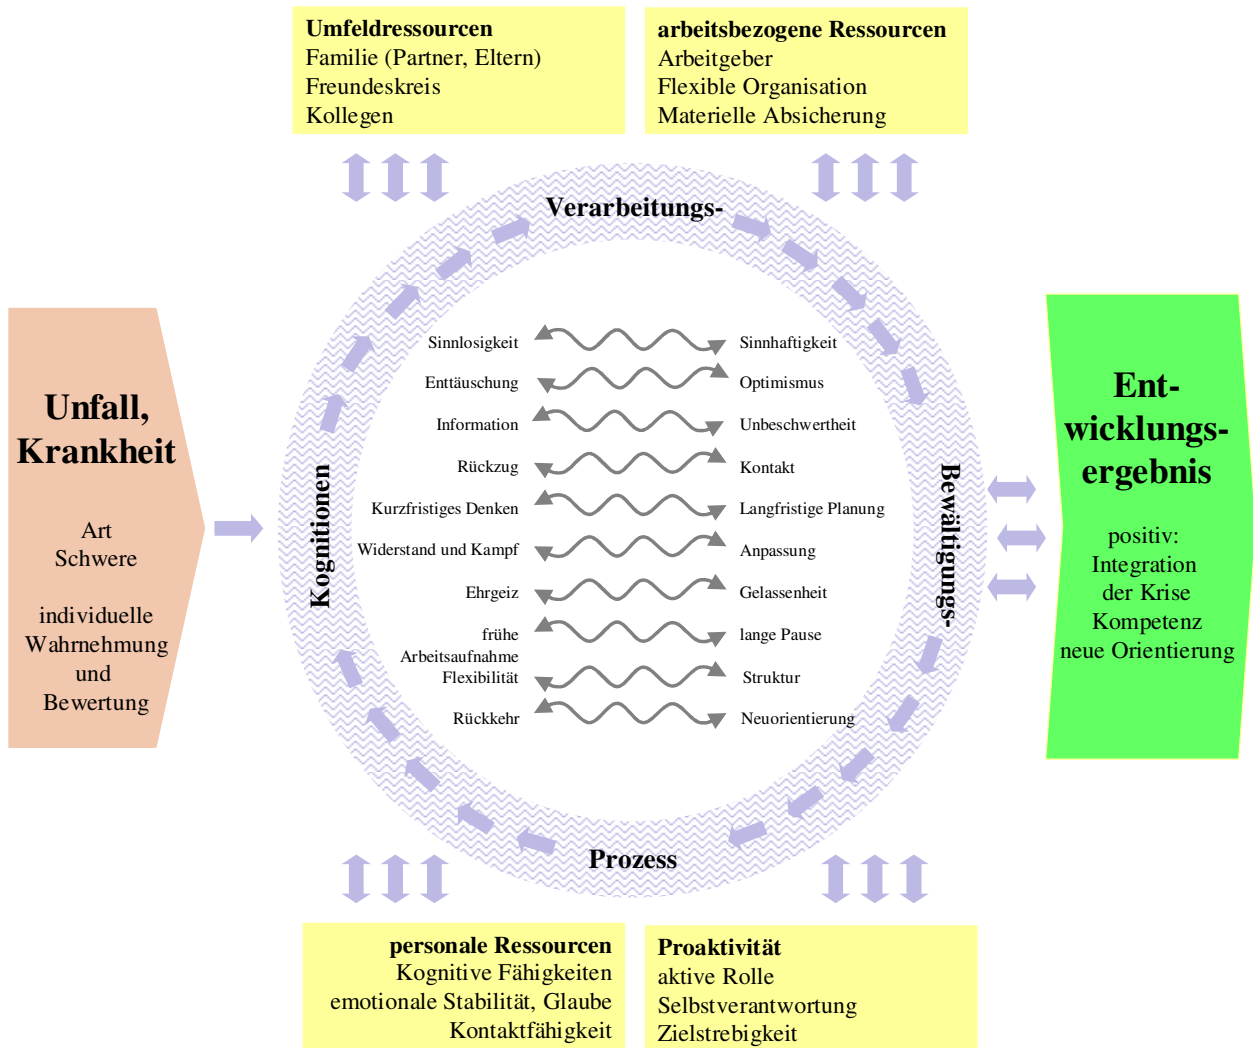 Umfeldressourcen
Familie (Partner, Eltern)
Freundeskreis
Kollegen
arbeitsbezogene Ressourcen
Arbeitgeber
Flexible Organisation
Materielle Absicherung
Verarbeitungs-
Unfall,
Krankheit
Art
Schwere
individuelle
Wahrnehmung
und
Bewertung
Kognitionen
Sinnlosigkeit
Sinnhaftigkeit
Enttäuschung
Optimismus
Information
Unbeschwertheit
Rückzug
Kontakt
Kurzfristiges Denken
Langfristige Planung
Widerstand und Kampf
Anpassung
Ehrgeiz
Gelassenheit
frühe
Arbeitsaufnahme
lange Pause
Flexibilität
Struktur
Rückkehr
Neuorientierung
Bewältigungs-
Ent-
wicklungs-
ergebnis
positiv:
Integration
der Krise
Kompetenz
neue Orientierung
Prozess
personale Ressourcen
Kognitive Fähigkeiten
emotionale Stabilität, Glaube
Kontaktfähigkeit
Proaktivität
aktive Rolle
Selbstverantwortung
Zielstrebigkeit